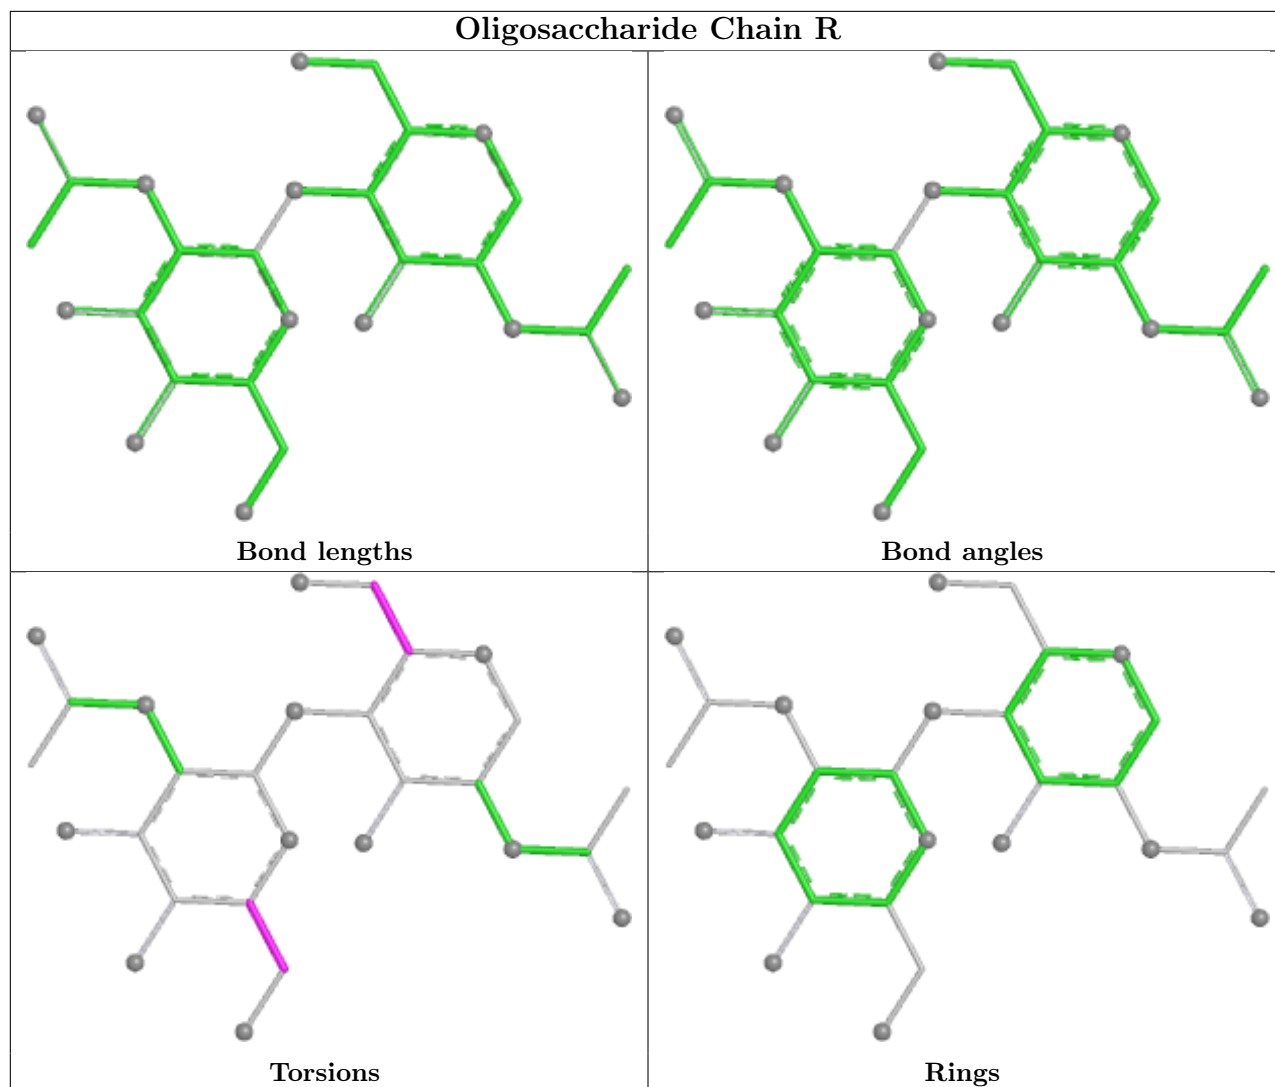 Oligosaccharide Chain R
Bond lengths
Bond angles
Torsions
Rings